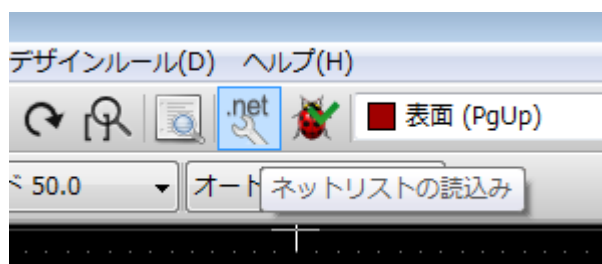 デザインルール(D) ヘルプ(H)
.net
表面 (PgUp)
50.0
オート
ネットリストの読込み